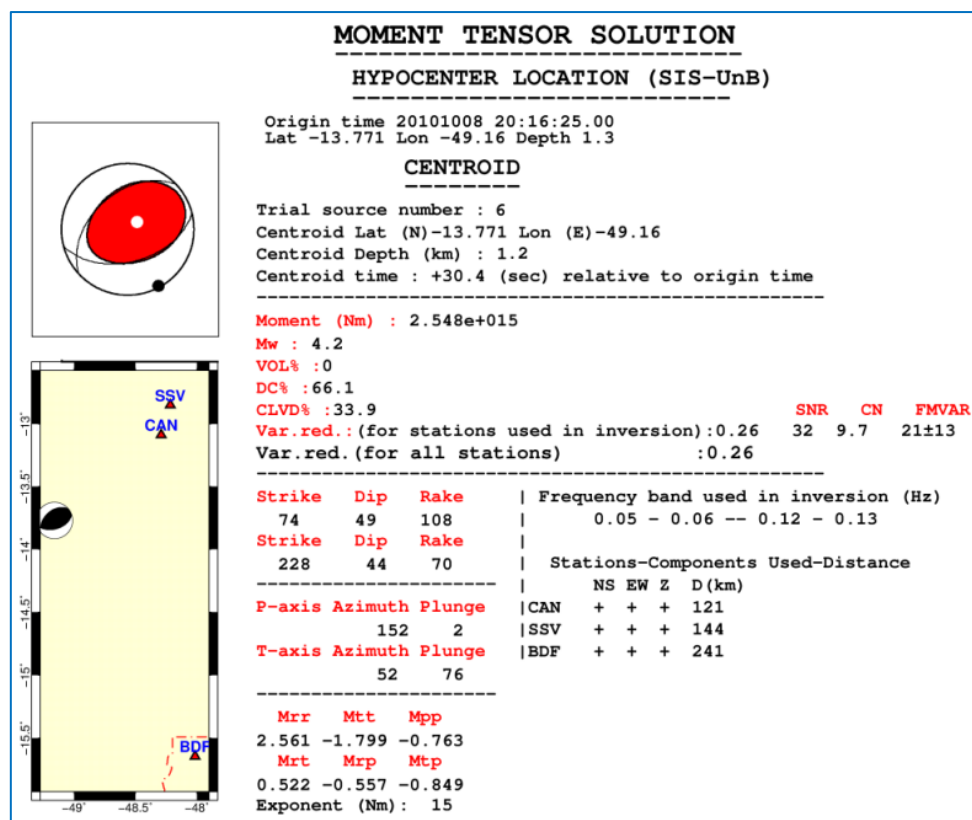 MOMENT TENSOR SOLUTION
HYPOCENTER LOCATION (SIS-UnB)
Origin time 20101008 20:16:25.00
Lat -13.771 Lon -49.16 Depth 1.3
CENTROID
Trial source number : 6
Centroid Lat (N)-13.771 Lon (E)-49.16
Centroid Depth (km) : 1.2
Centroid time : +30.4 (sec) relative to origin time
Moment (Nm) : 2.548e+015
Mw : 4.2
VOL% :0
DC% :66.1
CLVD% :33.9 SNR CN FMVAR
Var.red.:(for stations used in inversion):0.26 32 9.7 21±13
Var.red.(for all stations) :0.26
Strike Dip Rake | Frequency band used in inversion (Hz)
74 49 108 | 0.05 - 0.06 -- 0.12 - 0.13
Strike Dip Rake |
228 44 70 | Stations-Components Used-Distance
| NS EW Z D(km)
P-axis Azimuth Plunge |CAN + + + 121
152 2 |SSV + + + 144
T-axis Azimuth Plunge |BDF + + + 241
52 76
Mrr Mtt Mpp
2.561 -1.799 -0.763
Mrt Mrp Mtp
0.522 -0.557 -0.849
Exponent (Nm): 15
SSV
CAN
BDF
-13˚
-13.5˚
-14˚
-14.5˚
-15˚
-15.5˚
-49˚ -48.5˚ -48˚